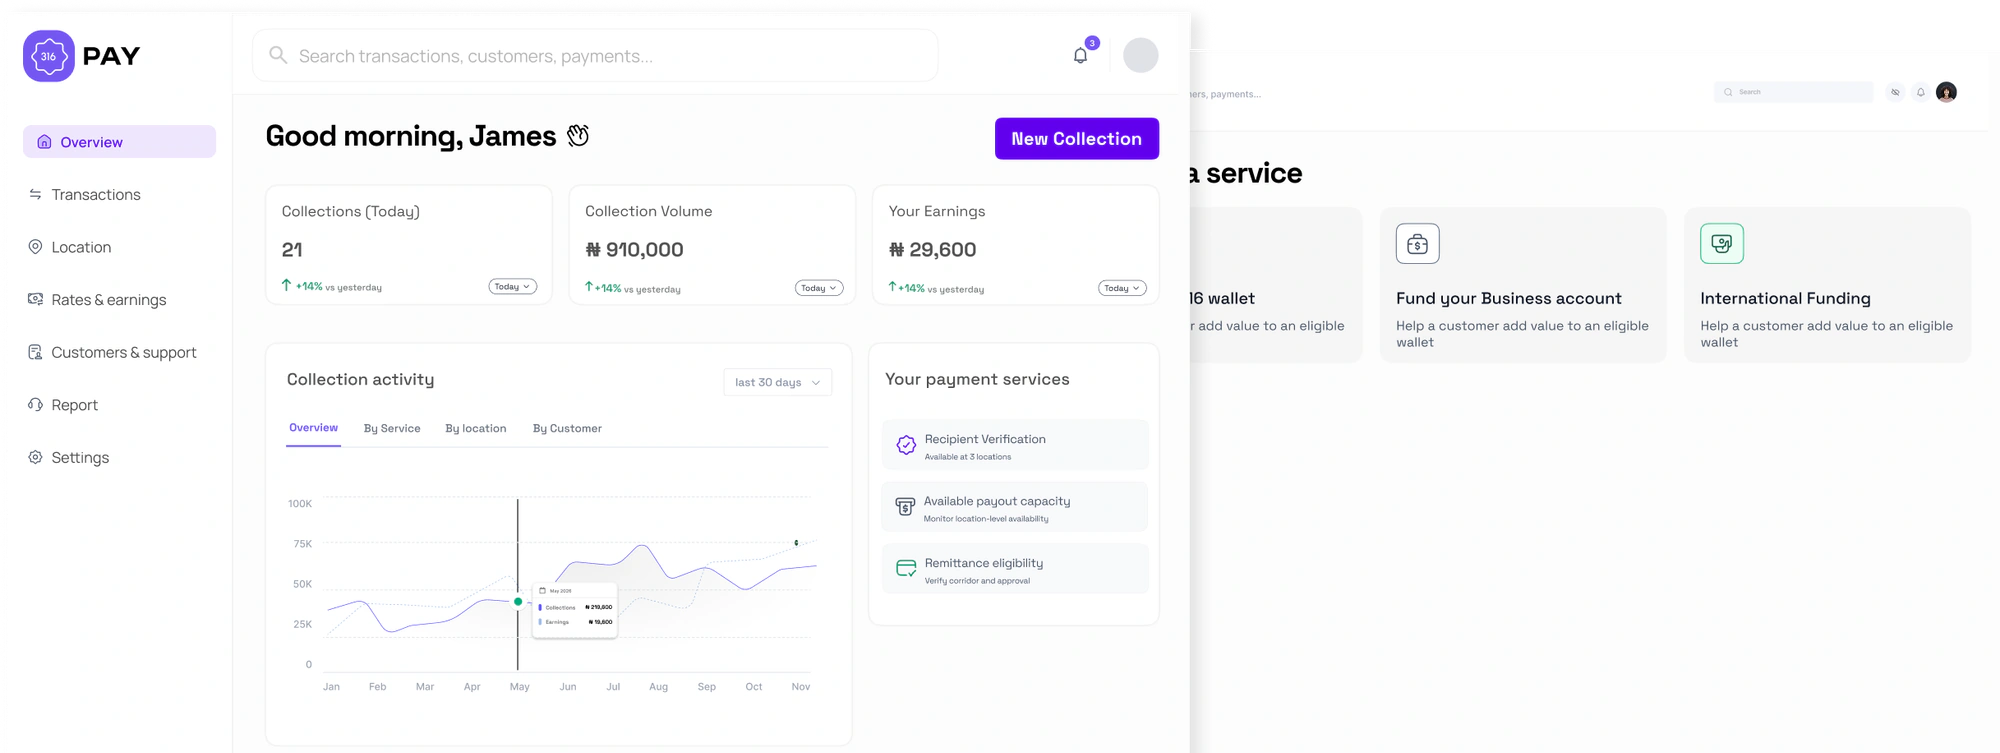 316 PAY
Search transactions, customers, payments...
3
Overview
Transactions
Location
Rates & earnings
Customers & support
Report
Settings
Good morning, James
New Collection
Collections (Today)
21
+14% vs yesterday
Today
Collection Volume
₦ 910,000
+14% vs yesterday
Today
Your Earnings
₦ 29,600
+14% vs yesterday
Today
Collection activity
last 30 days
Overview By Service By location By Customer
100K
75K
50K
25K
0
Jan Feb Mar Apr May Jun Jul Aug Sep Oct Nov
May 2026
Collections ₦ 219,600
Earnings ₦ 19,600
Your payment services
Recipient Verification
Available at 3 locations
Available payout capacity
Monitor location-level availability
Remittance eligibility
Verify corridor and approval
ers, payments...
Search
a service
16 wallet
r add value to an eligible
Fund your Business account
Help a customer add value to an eligible
wallet
International Funding
Help a customer add value to an eligible
wallet